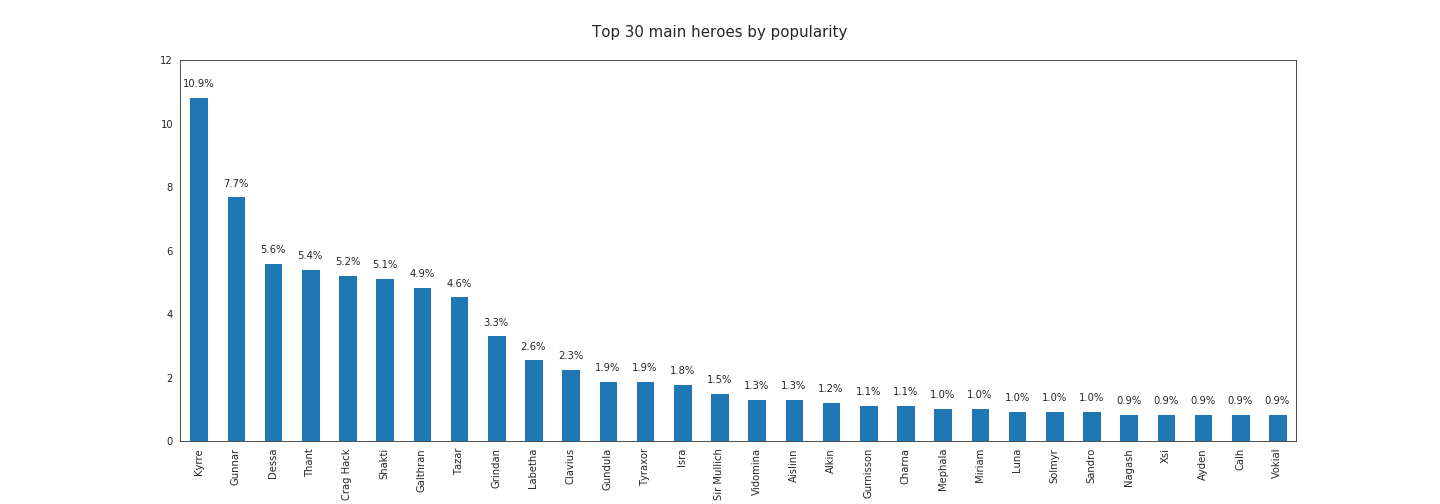 Top 30 main heroes by popularity
12
10
8
6
4
2
0
10.9%
7.7%
5.6%
5.4%
5.2%
5.1%
4.9%
4.6%
3.3%
2.6%
2.3%
1.9%
1.9%
1.8%
1.5%
1.3%
1.3%
1.2%
1.1%
1.1%
1.0%
1.0%
1.0%
1.0%
1.0%
0.9%
0.9%
0.9%
0.9%
0.9%
Kyrre
Gunnar
Dessa
Thant
Crag Hack
Shakti
Galthran
Tazar
Grindan
Labetha
Clavius
Gundula
Tyraxor
Isra
Sir Mullich
Vidomina
Aislinn
Alkin
Gurnisson
Charna
Mephala
Miriam
Luna
Solmyr
Sandro
Nagash
Xsi
Ayden
Calh
Vokial